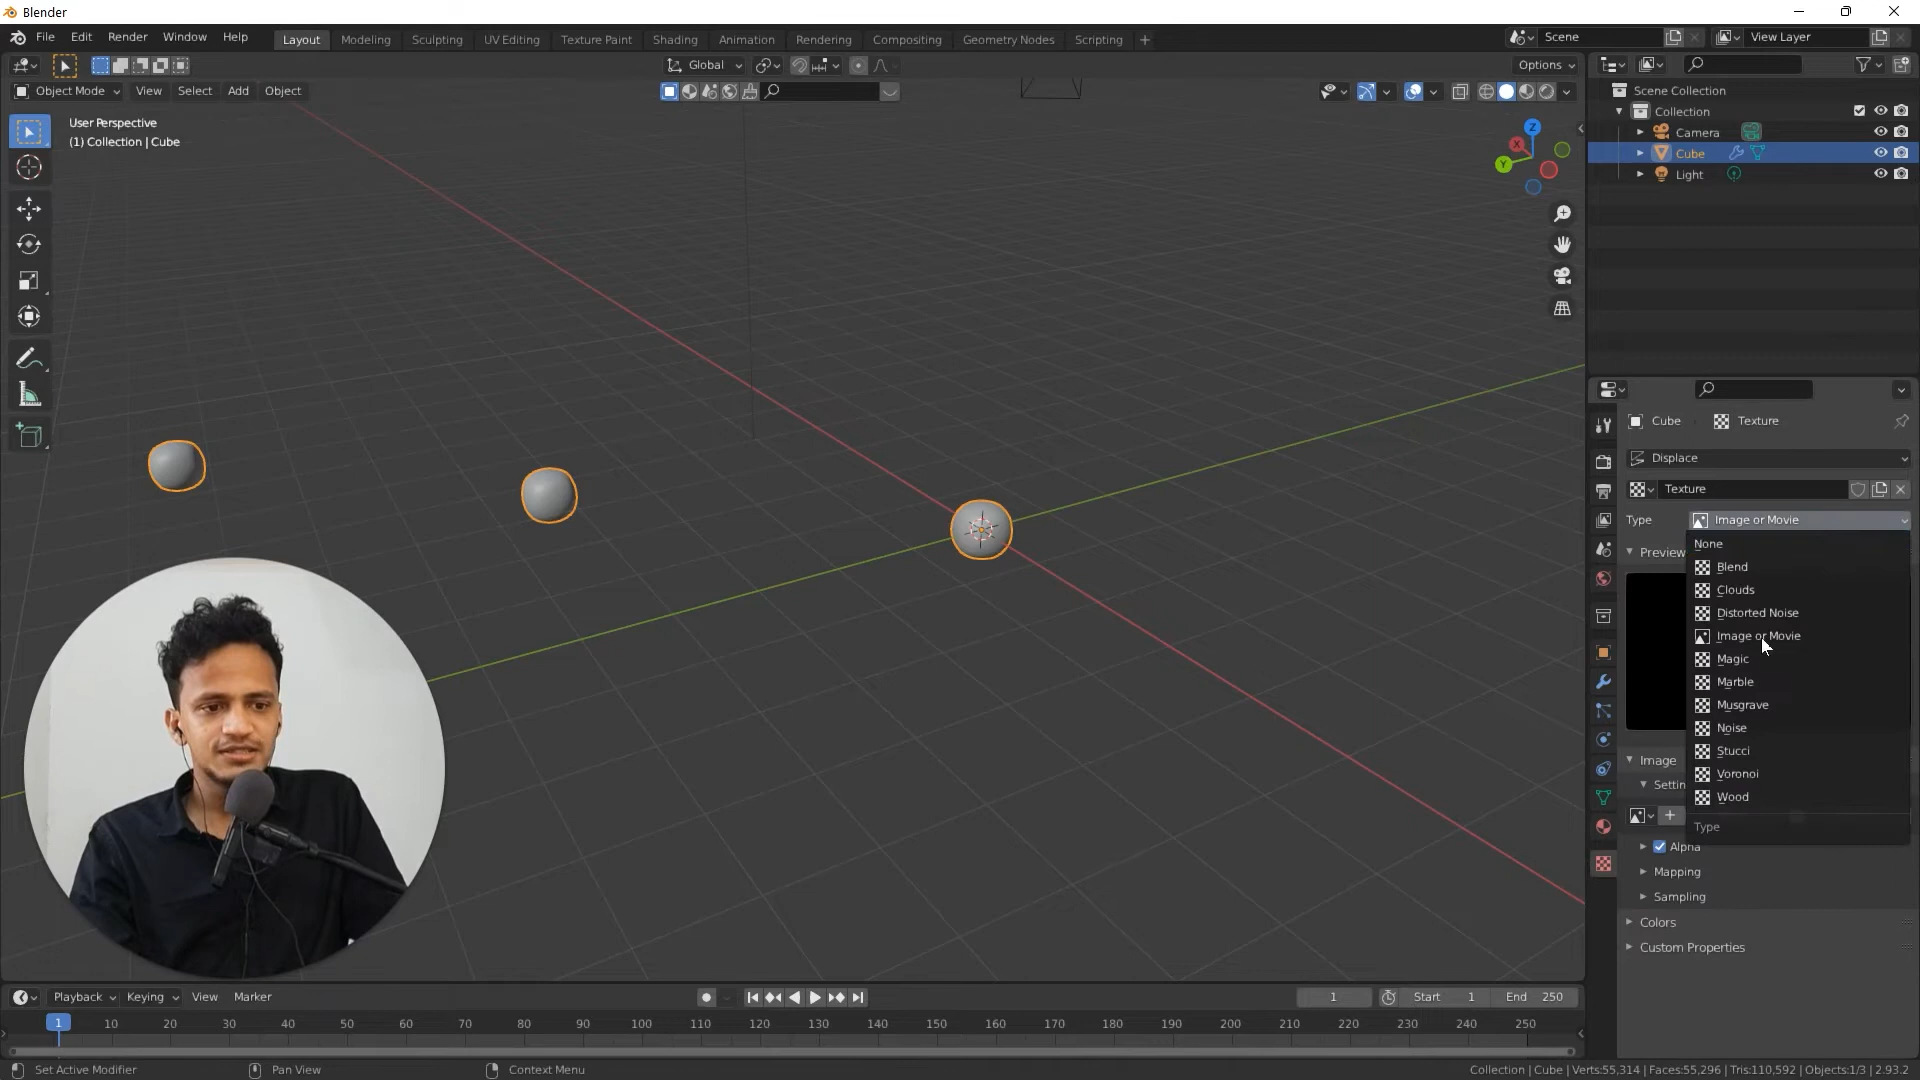 Blender
File Edit Render Window Help
Layout Modeling Sculpting UV Editing Texture Paint Shading Animation Rendering Compositing Geometry Nodes Scripting +
Scene
View Layer
Global
Options
Object Mode View Select Add Object
User Perspective
(1) Collection | Cube
Z
X
Y
Scene Collection
Collection
Camera
Cube
Light
Cube Texture
Displace
Texture
Type Image or Movie
None
Blend
Clouds
Distorted Noise
Image or Movie
Magic
Marble
Musgrave
Noise
Stucci
Voronoi
Wood
Type
Preview
Image
Settin
Alpha
Mapping
Sampling
Colors
Custom Properties
Playback Keying View Marker
1 Start 1 End 250
1 10 20 30 40 50 60 70 80 90 100 110 120 130 140 150 160 170 180 190 200 210 220 230 240 250
Set Active Modifier Pan View Context Menu
Collection | Cube | Verts:55,314 | Faces:55,296 | Tris:110,592 | Objects:1/3 | 2.93.2